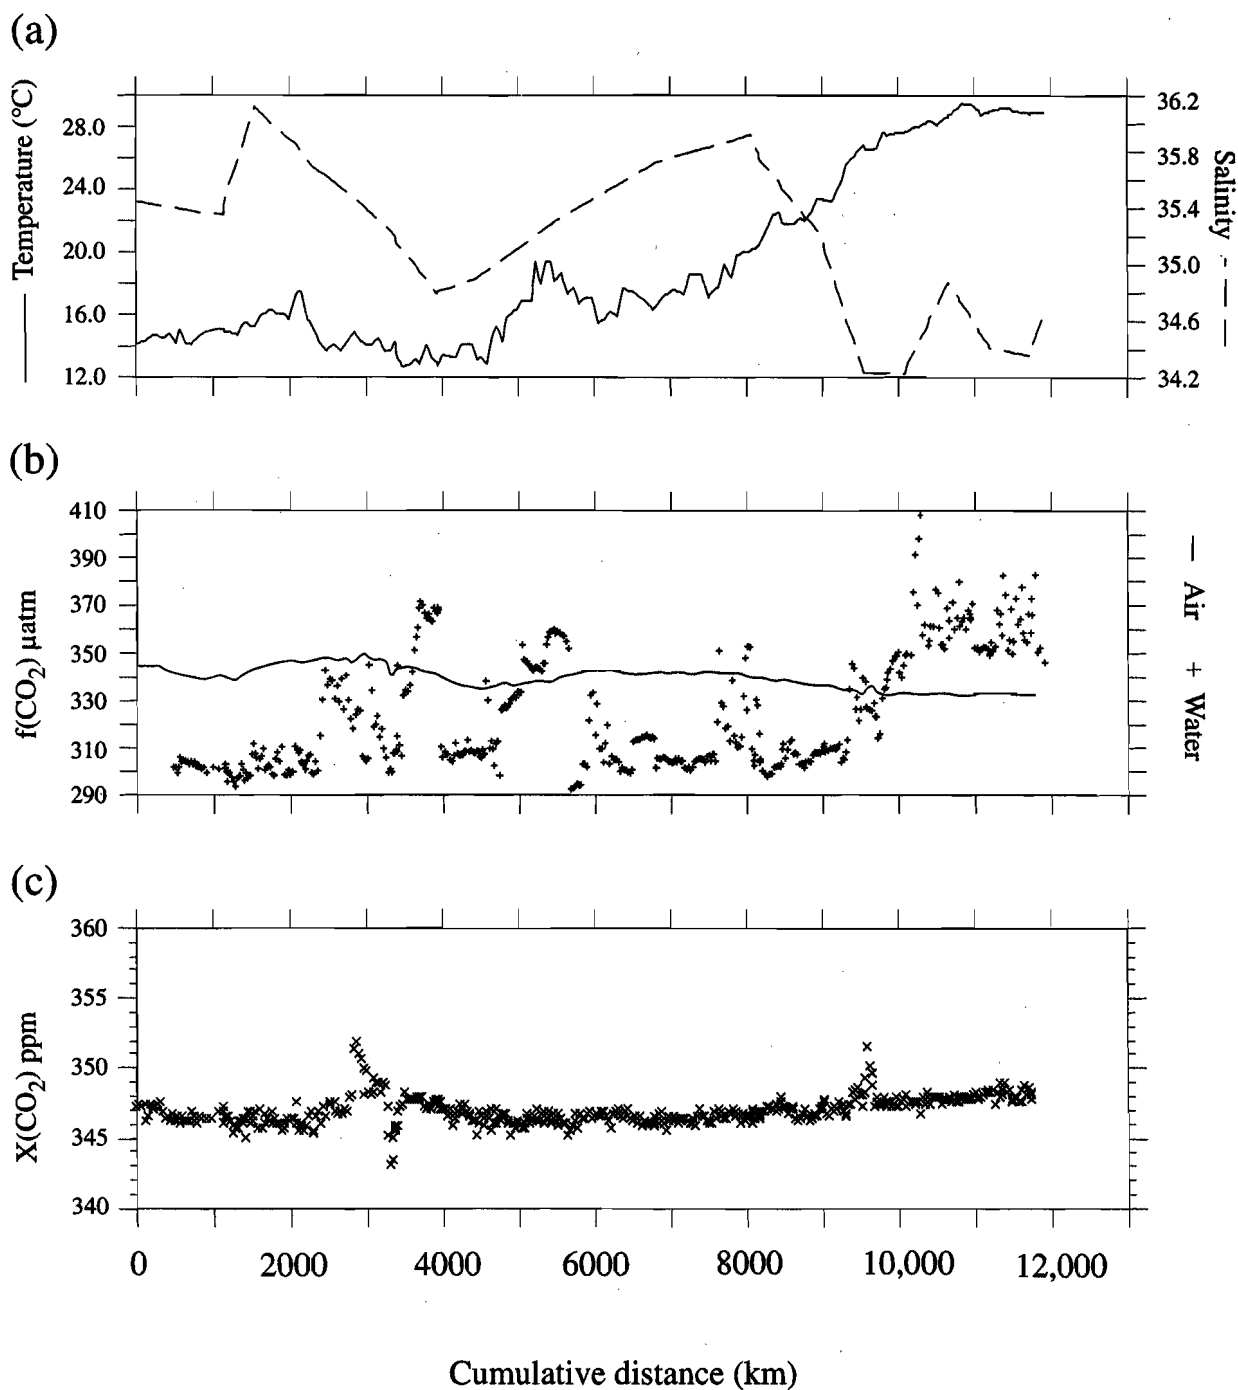 (a)
Temperature (°C)
28.0
24.0
20.0
16.0
12.0
36.2
35.8
35.4
35.0
34.6
34.2
Salinity
(b)
f(CO2) µatm
410
390
370
350
330
310
290
— Air + Water
(c)
X(CO2) ppm
360
355
350
345
340
0 2000 4000 6000 8000 10,000 12,000
Cumulative distance (km)